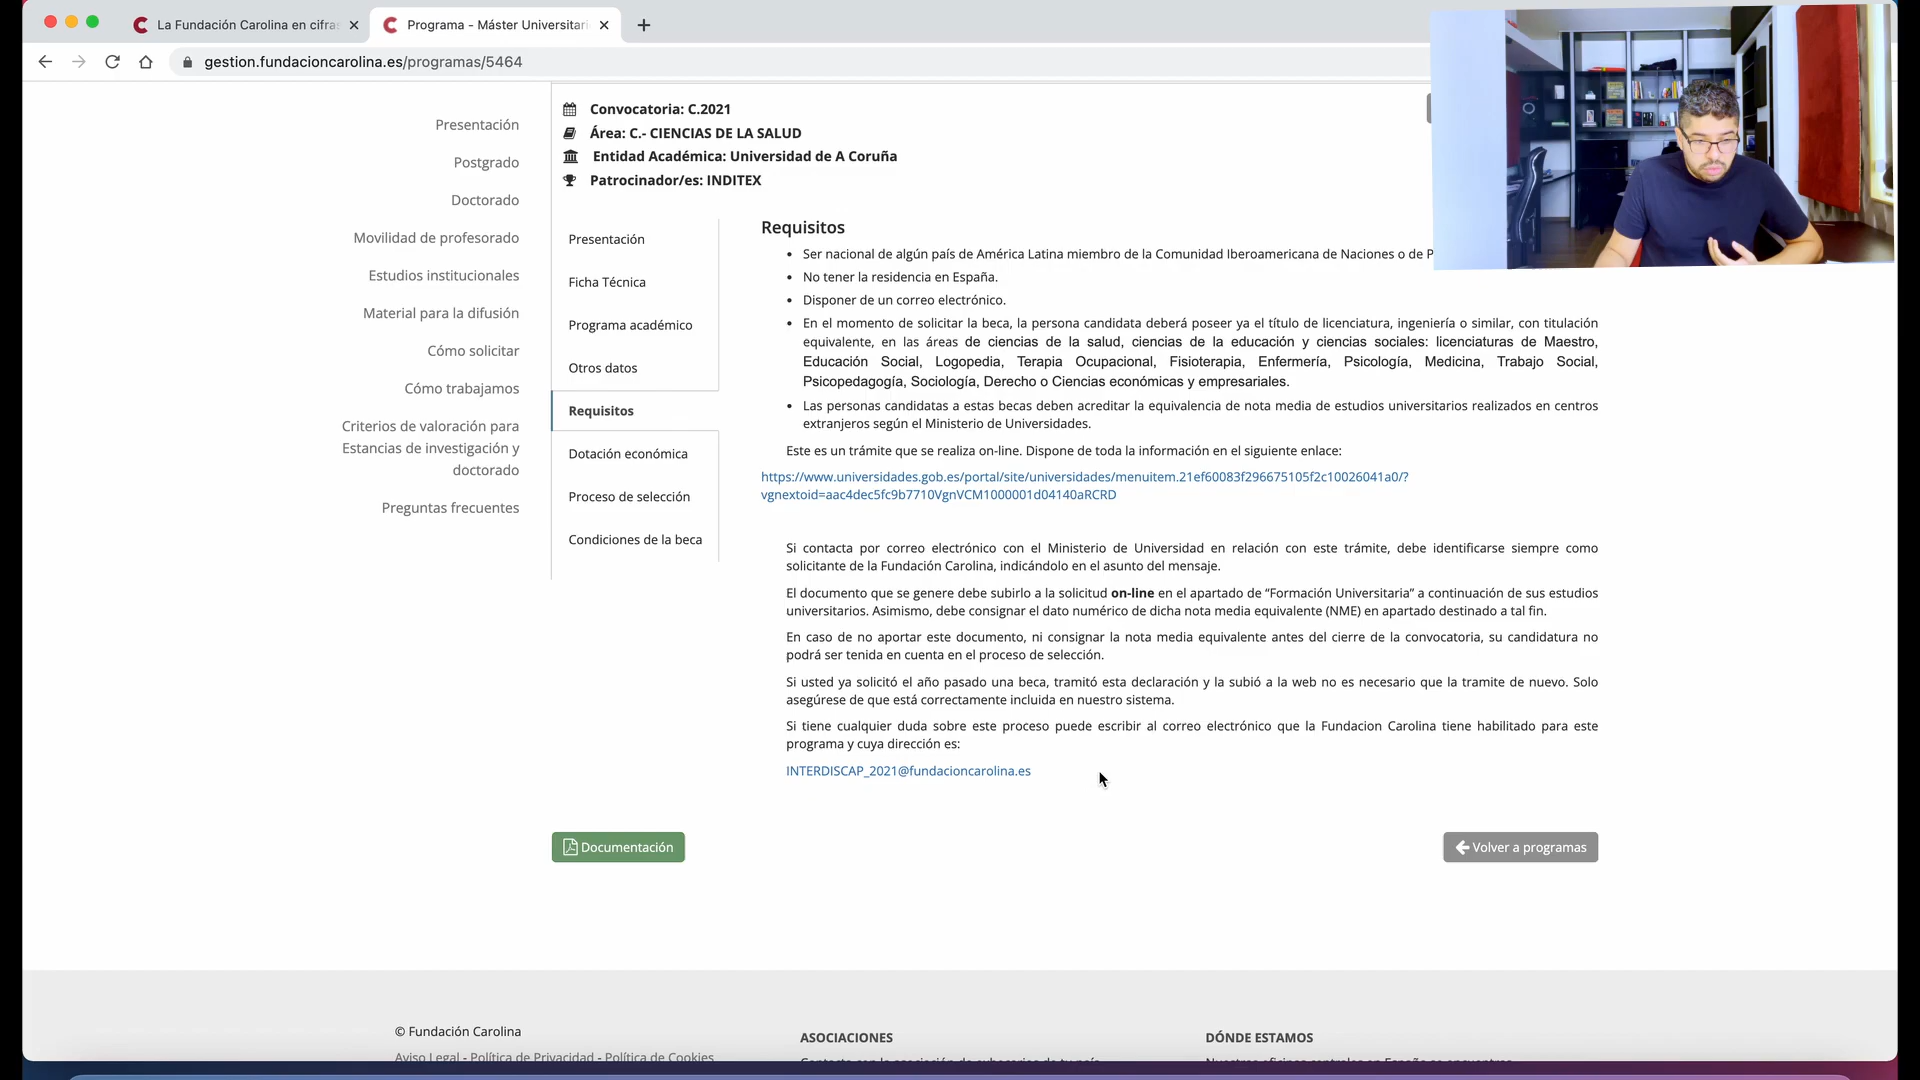 La Fundación Carolina en cifras
Programa - Máster Universitari
gestion.fundacioncarolina.es/programas/5464
Presentación
Postgrado
Doctorado
Movilidad de profesorado
Estudios institucionales
Material para la difusión
Cómo solicitar
Cómo trabajamos
Criterios de valoración para
Estancias de investigación y
doctorado
Preguntas frecuentes
Convocatoria: C.2021
Área: C.- CIENCIAS DE LA SALUD
Entidad Académica: Universidad de A Coruña
Patrocinador/es: INDITEX
Presentación
Ficha Técnica
Programa académico
Otros datos
Requisitos
Dotación económica
Proceso de selección
Condiciones de la beca
Requisitos
• Ser nacional de algún país de América Latina miembro de la Comunidad Iberoamericana de Naciones o de P
• No tener la residencia en España.
• Disponer de un correo electrónico.
• En el momento de solicitar la beca, la persona candidata deberá poseer ya el título de licenciatura, ingeniería o similar, con titulación
equivalente, en las áreas de ciencias de la salud, ciencias de la educación y ciencias sociales: licenciaturas de Maestro,
Educación Social, Logopedia, Terapia Ocupacional, Fisioterapia, Enfermería, Psicología, Medicina, Trabajo Social,
Psicopedagogía, Sociología, Derecho o Ciencias económicas y empresariales.
• Las personas candidatas a estas becas deben acreditar la equivalencia de nota media de estudios universitarios realizados en centros
extranjeros según el Ministerio de Universidades.
Este es un trámite que se realiza on-line. Dispone de toda la información en el siguiente enlace:
https://www.universidades.gob.es/portal/site/universidades/menuitem.21ef60083f296675105f2c10026041a0/?
vgnextoid=aac4dec5fc9b7710VgnVCM1000001d04140aRCRD
Si contacta por correo electrónico con el Ministerio de Universidad en relación con este trámite, debe identificarse siempre como
solicitante de la Fundación Carolina, indicándolo en el asunto del mensaje.
El documento que se genere debe subirlo a la solicitud on-line en el apartado de “Formación Universitaria” a continuación de sus estudios
universitarios. Asimismo, debe consignar el dato numérico de dicha nota media equivalente (NME) en apartado destinado a tal fin.
En caso de no aportar este documento, ni consignar la nota media equivalente antes del cierre de la convocatoria, su candidatura no
podrá ser tenida en cuenta en el proceso de selección.
Si usted ya solicitó el año pasado una beca, tramitó esta declaración y la subió a la web no es necesario que la tramite de nuevo. Solo
asegúrese de que está correctamente incluida en nuestro sistema.
Si tiene cualquier duda sobre este proceso puede escribir al correo electrónico que la Fundacion Carolina tiene habilitado para este
programa y cuya dirección es:
INTERDISCAP_2021@fundacioncarolina.es
Documentación
Volver a programas
© Fundación Carolina
Aviso Legal - Política de Privacidad - Política de Cookies
ASOCIACIONES
Contacta con la asociación de exbecarios de tu país
DÓNDE ESTAMOS
Nuestras oficinas centrales en España se encuentran